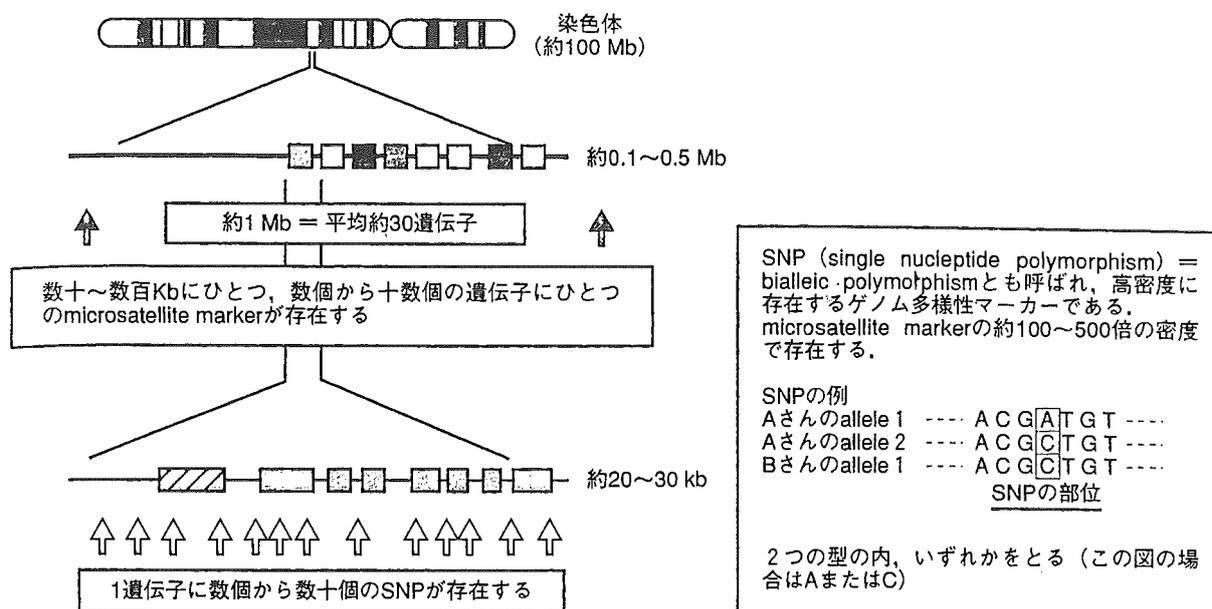 染色体
(約100 Mb)
約0.1～0.5 Mb
約1 Mb ＝ 平均約30遺伝子
数十～数百Kbにひとつ，数個から十数個の遺伝子にひとつ
のmicrosatellite markerが存在する
約20～30 kb
1遺伝子に数個から数十個のSNPが存在する
SNP（single nucleptide polymorphism）＝
bialleic polymorphismとも呼ばれ，高密度に
存在するゲノム多様性マーカーである．
microsatellite markerの約100～500倍の密度
で存在する．
SNPの例
Aさんのallele 1 ---- A C G A T G T ----
Aさんのallele 2 ---- A C G C T G T ----
Bさんのallele 1 ---- A C G C T G T ----
SNPの部位
2つの型の内，いずれかをとる（この図の場
合はAまたはC）